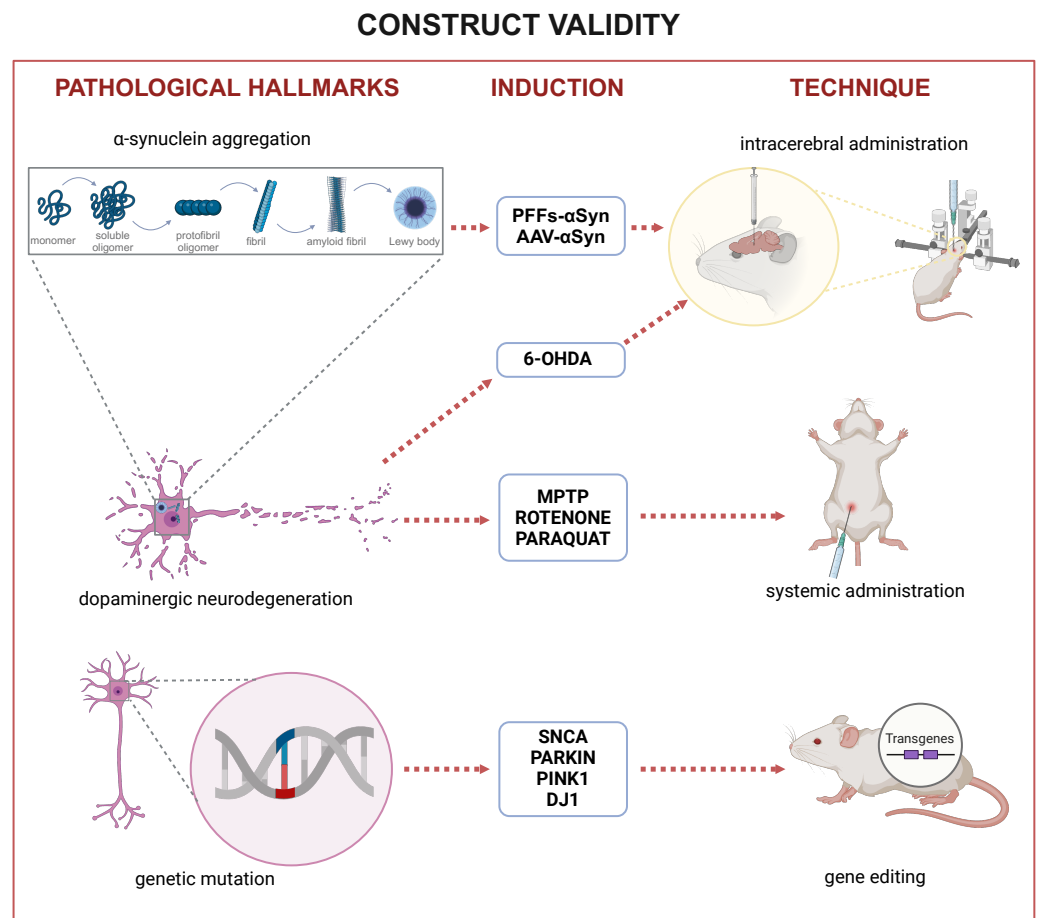 CONSTRUCT VALIDITY
PATHOLOGICAL HALLMARKS
INDUCTION
TECHNIQUE
α-synuclein aggregation
monomer
soluble
oligomer
protofibril
oligomer
fibril
amyloid fibril
Lewy body
PFFs-αSyn
AAV-αSyn
intracerebral administration
6-OHDA
dopaminergic neurodegeneration
MPTP
ROTENONE
PARAQUAT
systemic administration
genetic mutation
SNCA
PARKIN
PINK1
DJ1
Transgenes
gene editing